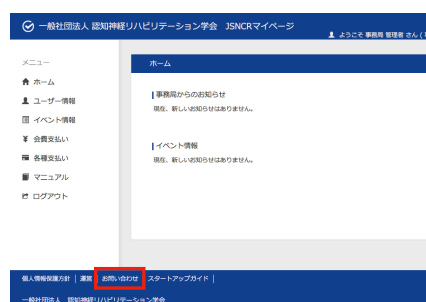 一般社団法人 認知神経リハビリテーション学会 JSNCRマイページ
ようこそ 事務局 管理者 さん (
メニュー
ホーム
ユーザー情報
イベント情報
¥ 会費支払い
各種支払い
マニュアル
ログアウト
ホーム
事務局からのお知らせ
現在、新しいお知らせはありません。
イベント情報
現在、新しいお知らせはありません。
個人情報保護方針 | 運営 お問い合わせ スタートアップガイド |
一般社団法人 認知神経リハビリテーション学会